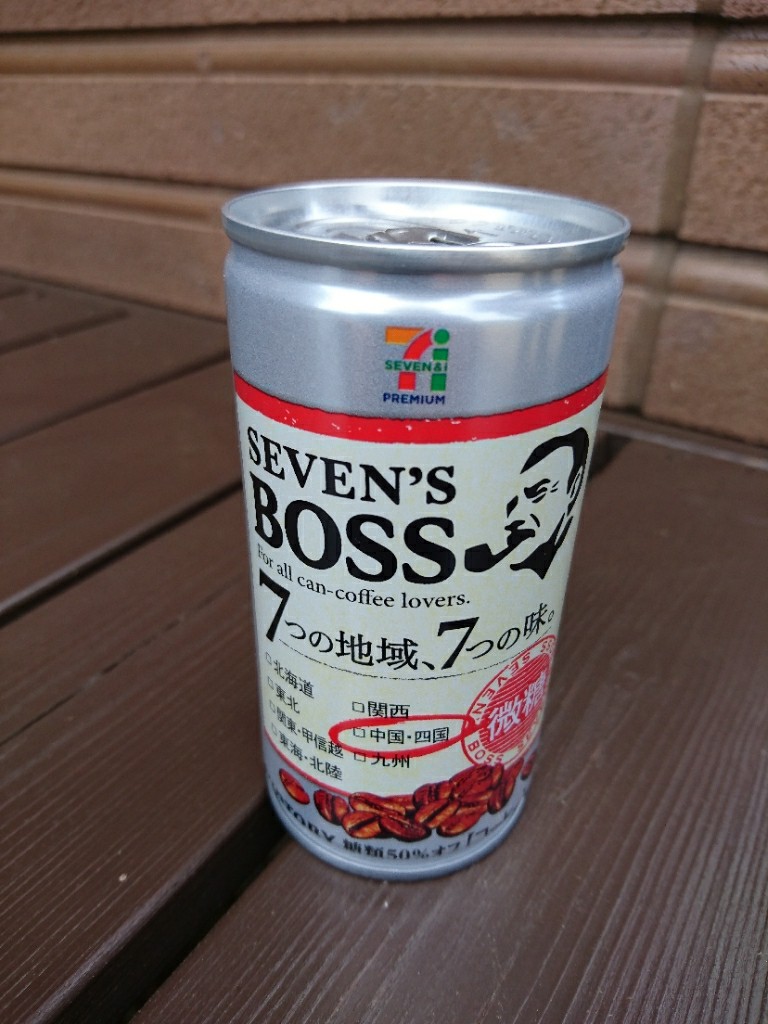 SEVEN&i
PREMIUM
SEVEN'S
BOSS
For all can-coffee lovers.
7つの地域、7つの味。
□北海道
□東北
□関東・甲信越
□東海・北陸
□関西
□中国・四国
□九州
微糖
SEVEN'S
BOSS
糖類50%オフ